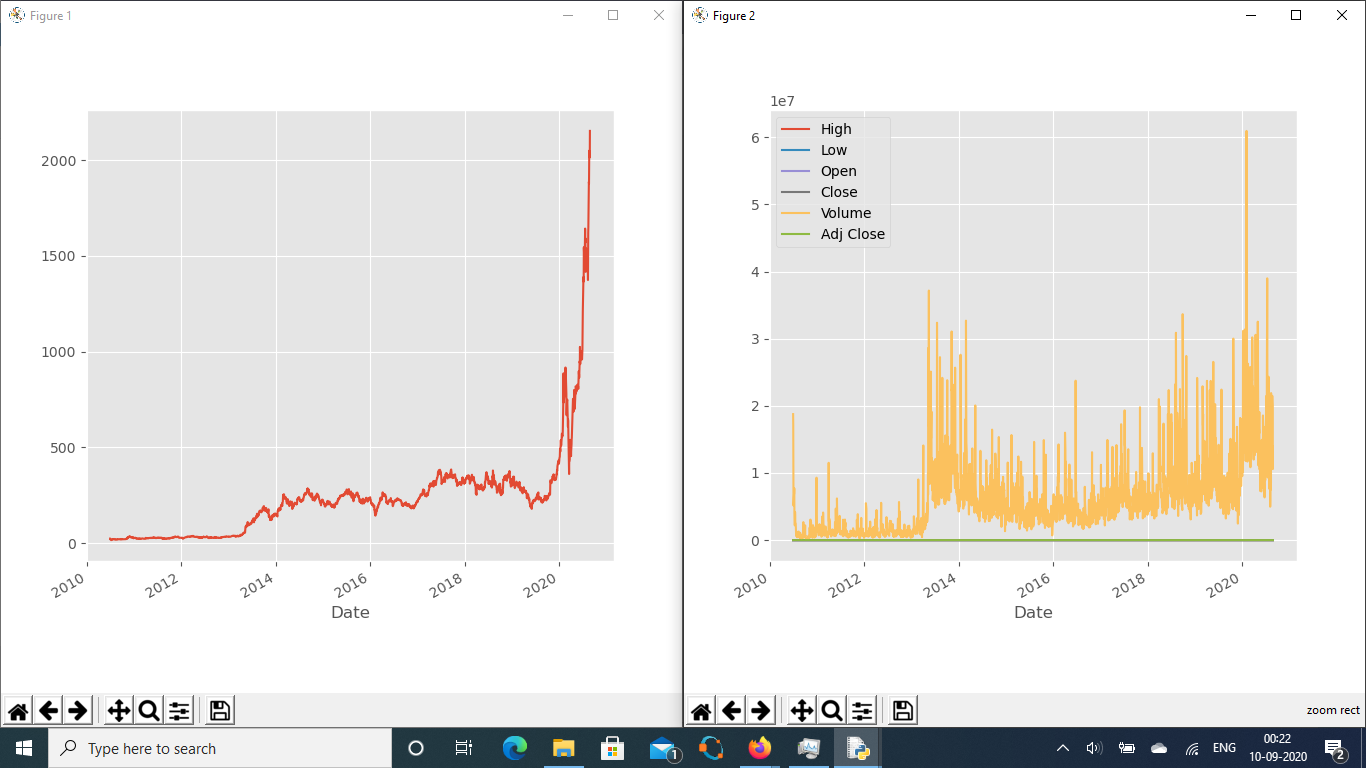 Figure 1
2000
1500
1000
500
0
2010
2012
2014
2016
2018
2020
Date
Figure 2
1e7
6
5
4
3
2
1
0
High
Low
Open
Close
Volume
Adj Close
2010
2012
2014
2016
2018
2020
Date
zoom rect
Type here to search
1
ENG
00:22
10-09-2020
2